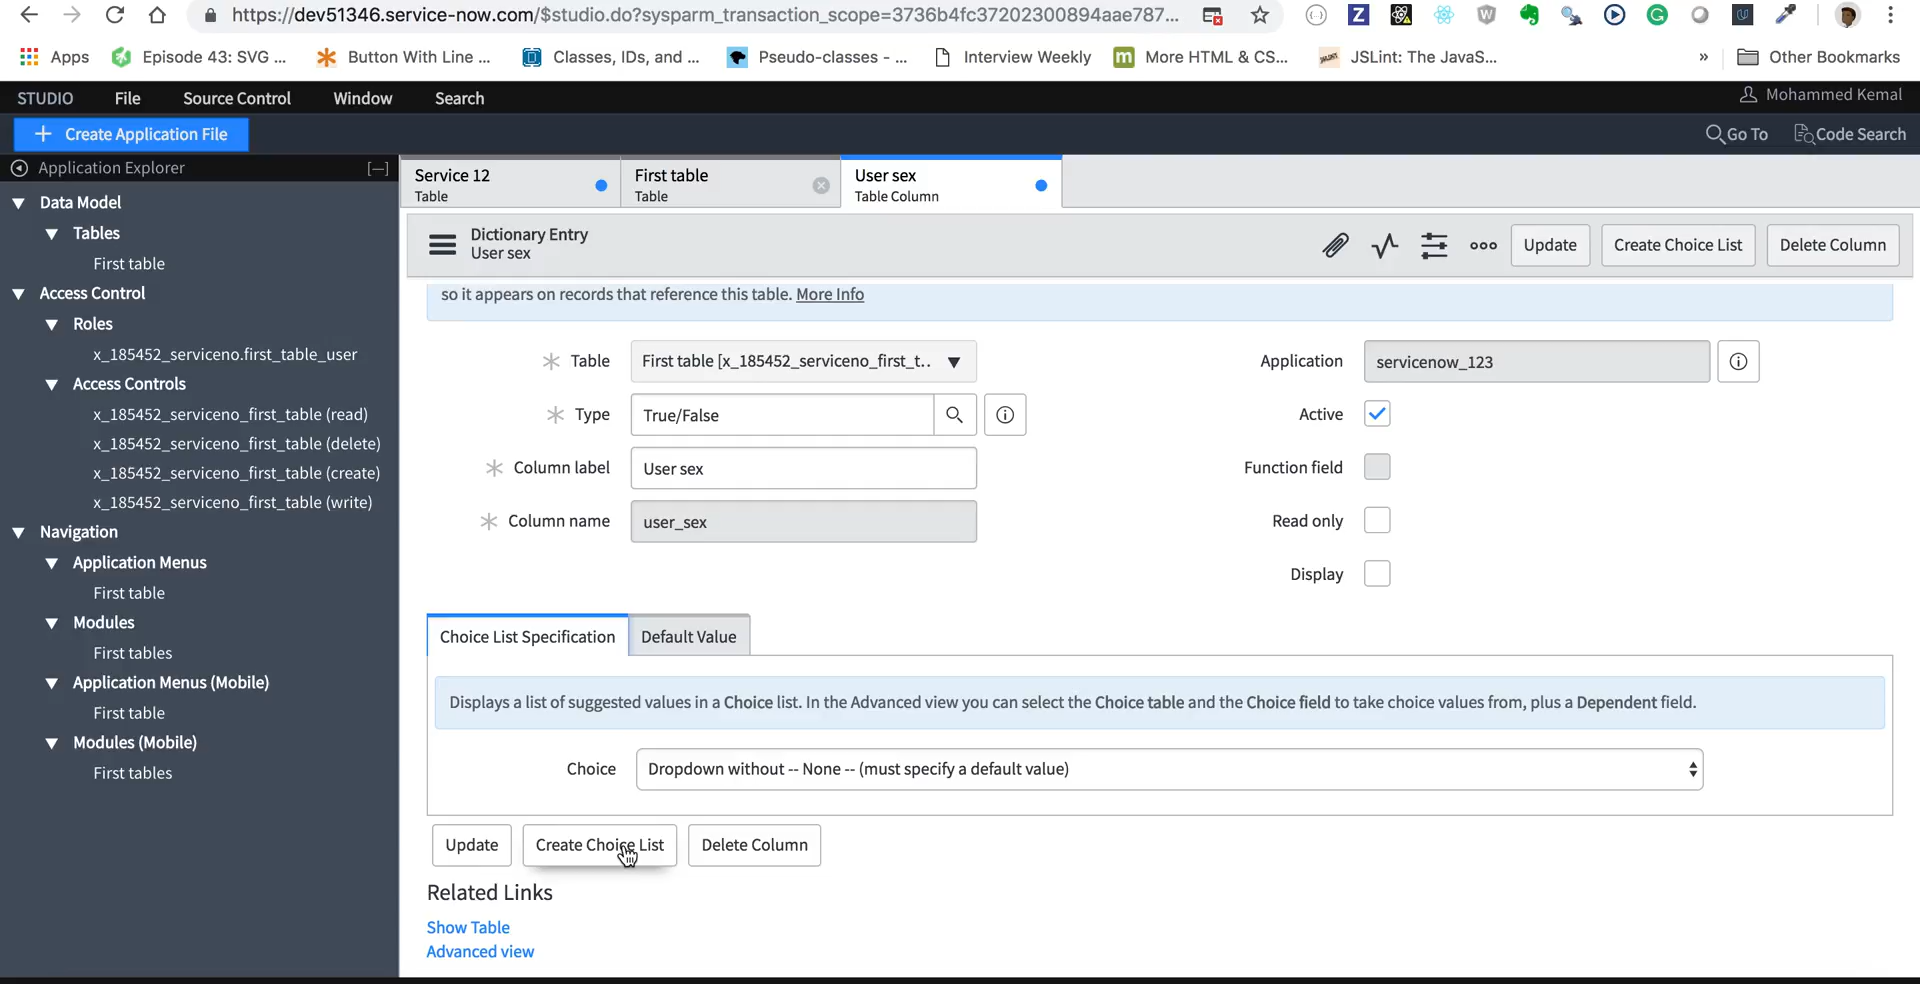 https://dev51346.service-now.com/$studio.do?sysparm_transaction_scope=3736b4fc37202300894aae787...
Apps
Episode 43: SVG ...
Button With Line ...
Classes, IDs, and ...
Pseudo-classes - ...
Interview Weekly
More HTML & CS...
JSLint: The JavaS...
»
Other Bookmarks
STUDIO
File
Source Control
Window
Search
Mohammed Kemal
+ Create Application File
Go To
Code Search
Application Explorer
[—]
Service 12
Table
First table
Table
User sex
Table Column
Data Model
Tables
First table
Access Control
Roles
x_185452_serviceno.first_table_user
Access Controls
x_185452_serviceno_first_table (read)
x_185452_serviceno_first_table (delete)
x_185452_serviceno_first_table (create)
x_185452_serviceno_first_table (write)
Navigation
Application Menus
First table
Modules
First tables
Application Menus (Mobile)
First table
Modules (Mobile)
First tables
Dictionary Entry
User sex
Update
Create Choice List
Delete Column
so it appears on records that reference this table. More Info
Table
First table [x_185452_serviceno_first_t..
Application
servicenow_123
Type
True/False
Active
Column label
User sex
Function field
Column name
user_sex
Read only
Display
Choice List Specification
Default Value
Displays a list of suggested values in a Choice list. In the Advanced view you can select the Choice table and the Choice field to take choice values from, plus a Dependent field.
Choice
Dropdown without -- None -- (must specify a default value)
Update
Create Choice List
Delete Column
Related Links
Show Table
Advanced view